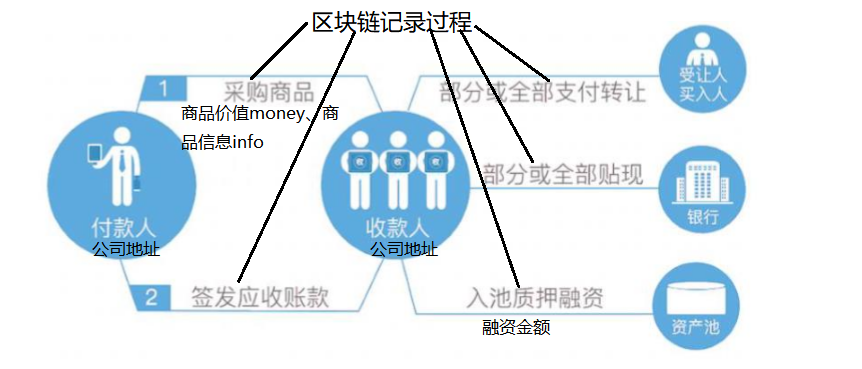 区块链记录过程
1
采购商品
商品价值money、商
品信息info
付款人
公司地址
2
签发应收账款
收
收
收
收款人
公司地址
部分或全部支付转让
受让人
买入人
部分或全部贴现
银行
入池质押融资
融资金额
资产池